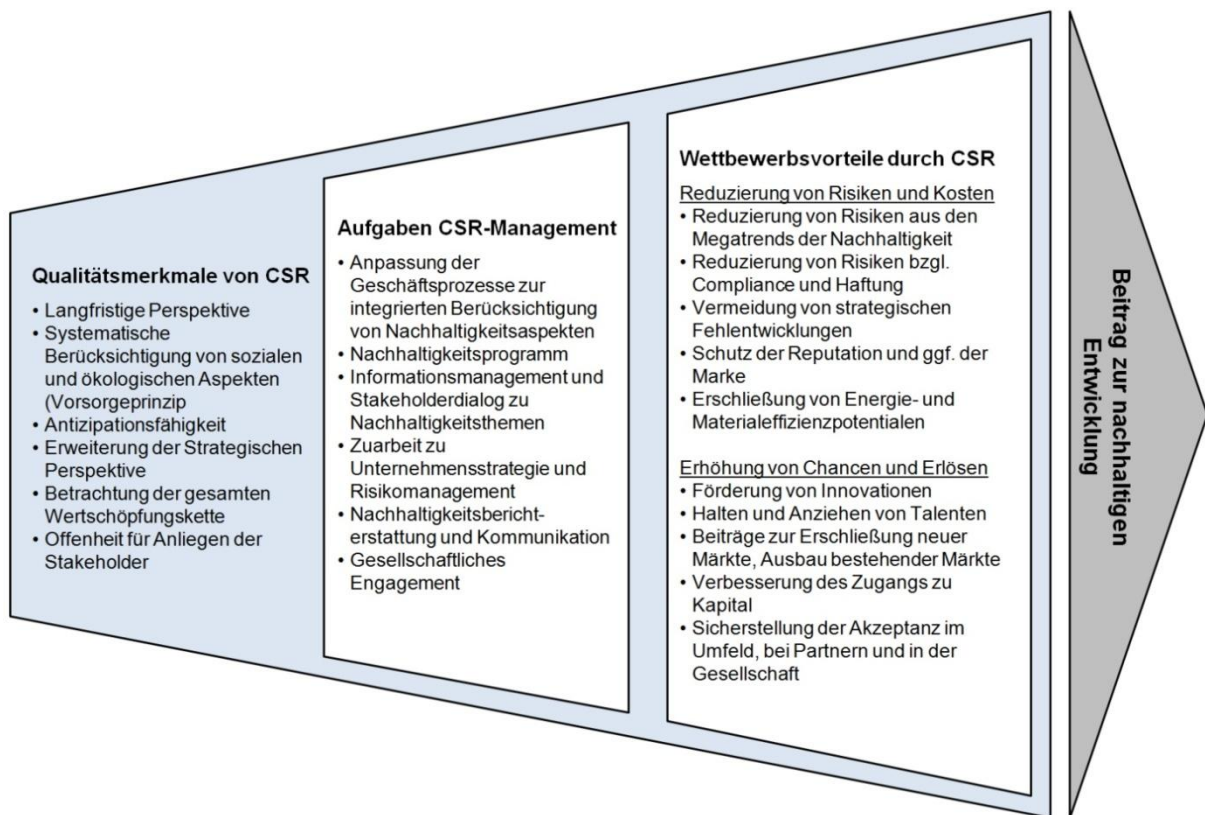 Qualitätsmerkmale von CSR
• Langfristige Perspektive
• Systematische
Berücksichtigung von sozialen
und ökologischen Aspekten
(Vorsorgeprinzip
• Antizipationsfähigkeit
• Erweiterung der Strategischen
Perspektive
• Betrachtung der gesamten
Wertschöpfungskette
• Offenheit für Anliegen der
Stakeholder
Aufgaben CSR-Management
• Anpassung der
Geschäftsprozesse zur
integrierten Berücksichtigung
von Nachhaltigkeitsaspekten
• Nachhaltigkeitsprogramm
• Informationsmanagement und
Stakeholderdialog zu
Nachhaltigkeitsthemen
• Zuarbeit zu
Unternehmensstrategie und
Risikomanagement
• Nachhaltigkeitsbericht-
erstattung und Kommunikation
• Gesellschaftliches
Engagement
Wettbewerbsvorteile durch CSR
Reduzierung von Risiken und Kosten
• Reduzierung von Risiken aus den
Megatrends der Nachhaltigkeit
• Reduzierung von Risiken bzgl.
Compliance und Haftung
• Vermeidung von strategischen
Fehlentwicklungen
• Schutz der Reputation und ggf. der
Marke
• Erschließung von Energie- und
Materialeffizienzpotentialen
Erhöhung von Chancen und Erlösen
• Förderung von Innovationen
• Halten und Anziehen von Talenten
• Beiträge zur Erschließung neuer
Märkte, Ausbau bestehender Märkte
• Verbesserung des Zugangs zu
Kapital
• Sicherstellung der Akzeptanz im
Umfeld, bei Partnern und in der
Gesellschaft
Beitrag zur nachhaltigen
Entwicklung